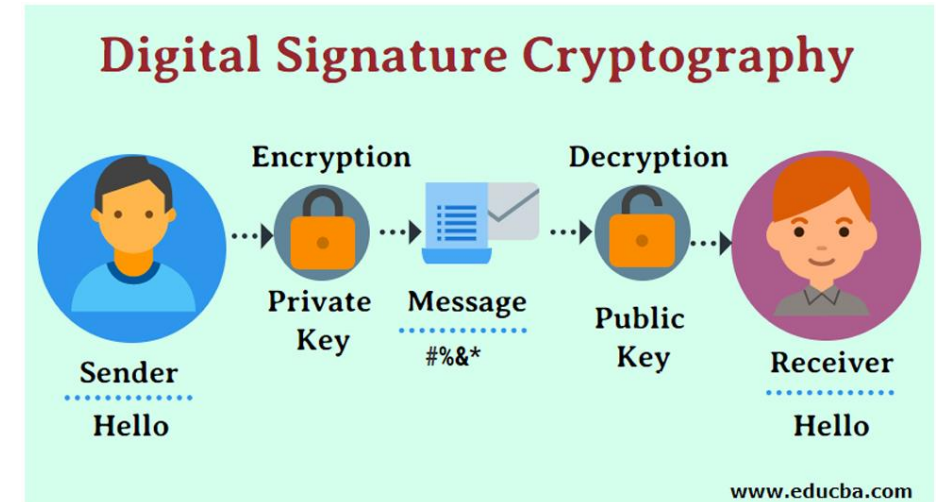 Digital Signature Cryptography
Encryption
Decryption
Private
Key
Message
#%&*
Public
Key
Sender
Hello
Receiver
Hello
www.educba.com